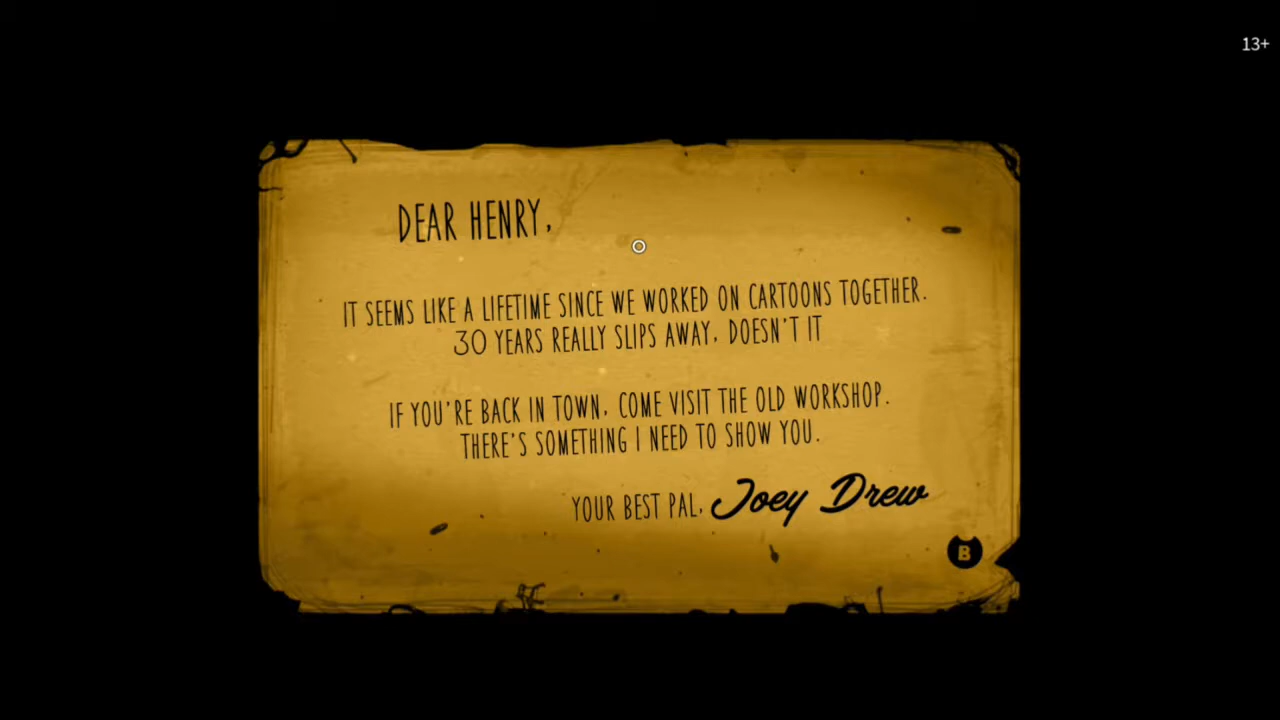 13+
DEAR HENRY,
IT SEEMS LIKE A LIFETIME SINCE WE WORKED ON CARTOONS TOGETHER.
30 YEARS REALLY SLIPS AWAY, DOESN'T IT
IF YOU'RE BACK IN TOWN, COME VISIT THE OLD WORKSHOP.
THERE'S SOMETHING I NEED TO SHOW YOU.
YOUR BEST PAL, Joey Drew
B